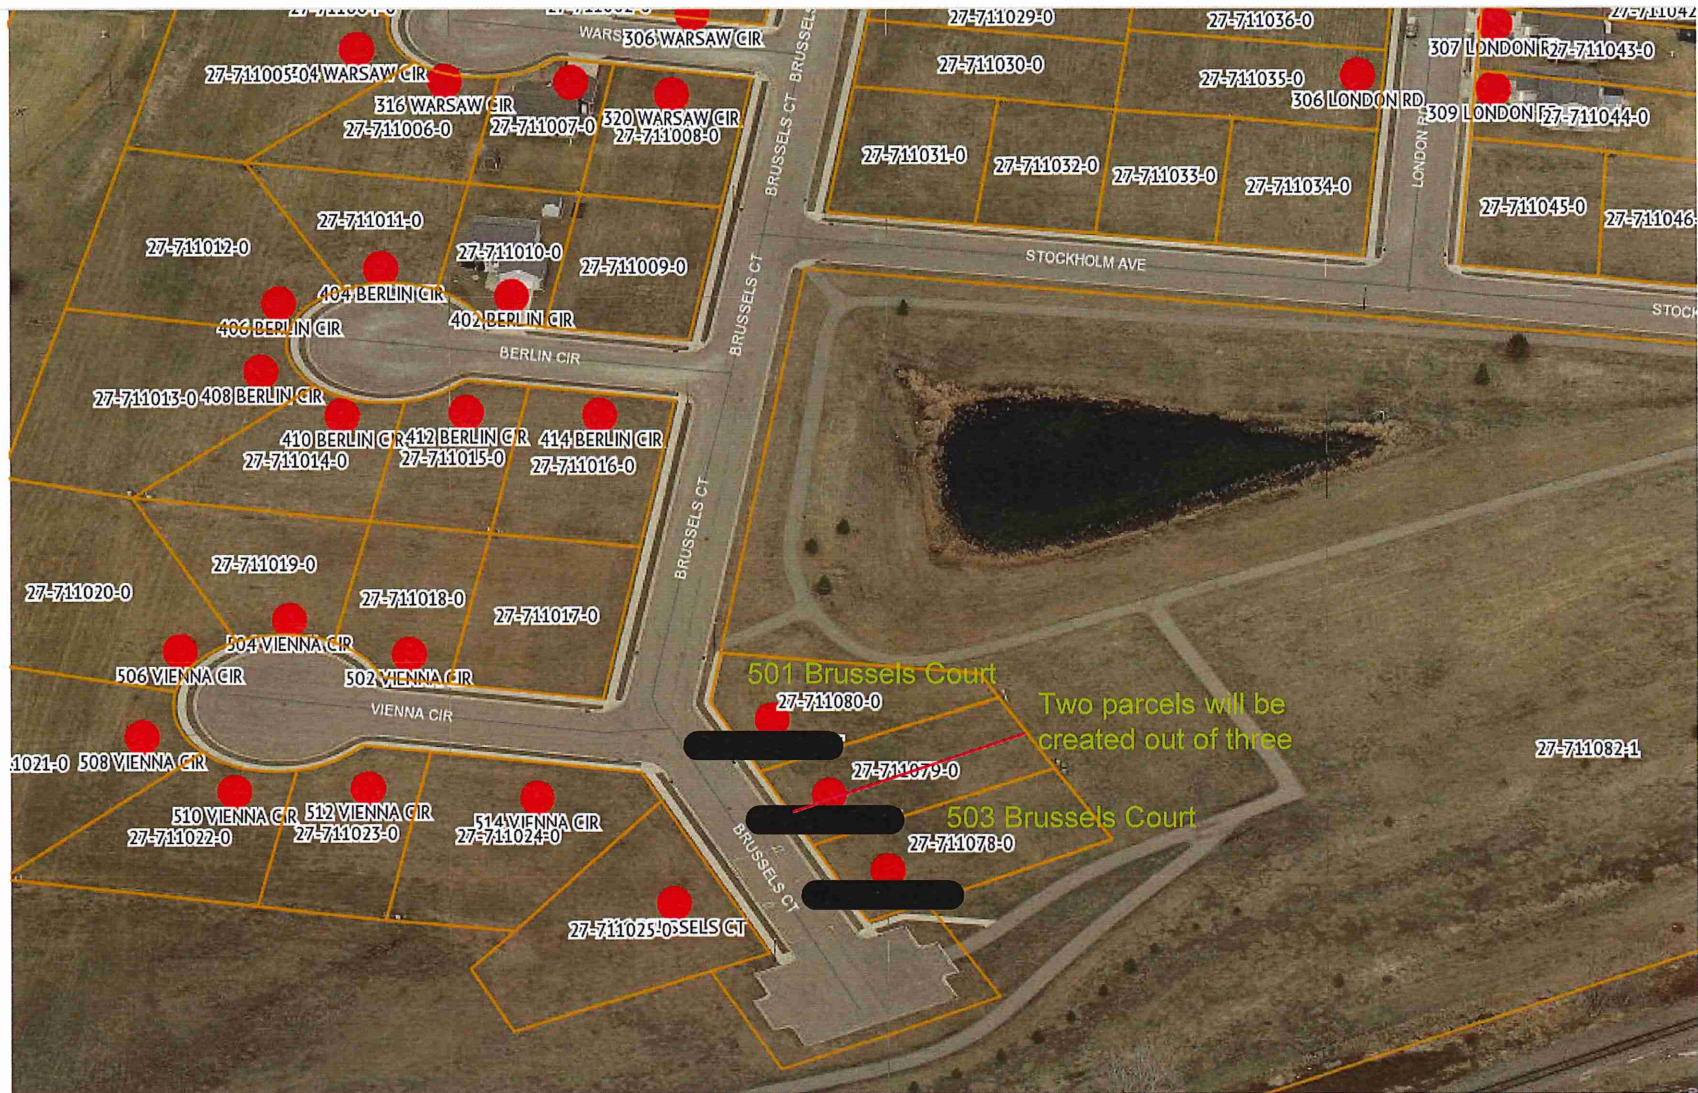 306 WARSAW CIR
27-711029-0
27-711036-0
27-711005-0
304 WARSAW CIR
316 WARSAW CIR
27-711006-0
27-711007-0
320 WARSAW CIR
27-711008-0
BRUSSELS CT
BRUSSELS
27-711030-0
27-711035-0
306 LONDON RD
307 LONDON R
27-711043-0
309 LONDON
27-711044-0
27-711031-0
27-711032-0
27-711033-0
27-711034-0
27-711045-0
27-711046-
27-711012-0
27-711011-0
27-711010-0
27-711009-0
BRUSSELS CT
STOCKHOLM AVE
STOCK
404 BERLIN CIR
406 BERLIN CIR
402 BERLIN CIR
BERLIN CIR
27-711013-0
408 BERLIN CIR
410 BERLIN CIR
27-711014-0
412 BERLIN CIR
27-711015-0
414 BERLIN CIR
27-711016-0
BRUSSELS CT
27-711020-0
27-711019-0
27-711018-0
27-711017-0
504 VIENNA CIR
506 VIENNA CIR
502 VIENNA CIR
VIENNA CIR
501 Brussels Court
27-711080-0
Two parcels will be
created out of three
27-711082-1
1021-0
508 VIENNA CIR
27-711079-0
510 VIENNA CIR
27-711022-0
512 VIENNA CIR
27-711023-0
514 VIENNA CIR
27-711024-0
503 Brussels Court
27-711078-0
BRUSSELS CT
27-711025-0
SSELS CT